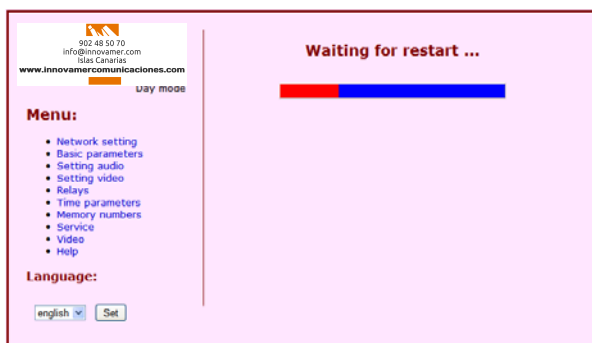 902 48 50 70
info@innovamer.com
Islas Canarias
www.innovamercomunicaciones.com
Day mode
Menu:
Network setting
Basic parameters
Setting audio
Setting video
Relays
Time parameters
Memory numbers
Service
Video
Help
Language:
english
Set
Waiting for restart ...